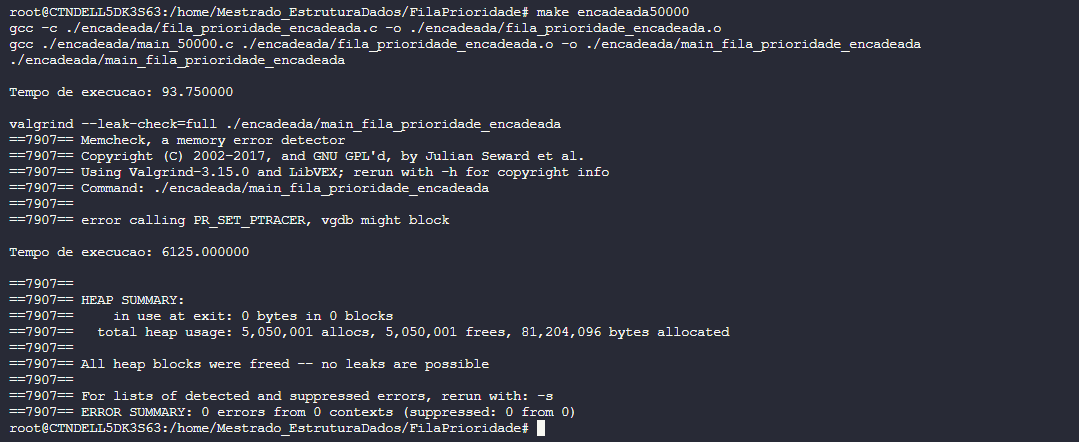 root@CTNDELL5DK3S63:/home/Mestrado_EstruturaDados/FilaPrioridade# make encadeada50000
gcc -c ./encadeada/fila_prioridade_encadeada.c -o ./encadeada/fila_prioridade_encadeada.o
gcc ./encadeada/main_50000.c ./encadeada/fila_prioridade_encadeada.o -o ./encadeada/main_fila_prioridade_encadeada
./encadeada/main_fila_prioridade_encadeada
Tempo de execucao: 93.750000
valgrind --leak-check=full ./encadeada/main_fila_prioridade_encadeada
==7907== Memcheck, a memory error detector
==7907== Copyright (C) 2002-2017, and GNU GPL'd, by Julian Seward et al.
==7907== Using Valgrind-3.15.0 and LibVEX; rerun with -h for copyright info
==7907== Command: ./encadeada/main_fila_prioridade_encadeada
==7907==
==7907== error calling PR_SET_PTRACER, vgdb might block
Tempo de execucao: 6125.000000
==7907==
==7907== HEAP SUMMARY:
==7907==     in use at exit: 0 bytes in 0 blocks
==7907==   total heap usage: 5,050,001 allocs, 5,050,001 frees, 81,204,096 bytes allocated
==7907==
==7907== All heap blocks were freed -- no leaks are possible
==7907==
==7907== For lists of detected and suppressed errors, rerun with: -s
==7907== ERROR SUMMARY: 0 errors from 0 contexts (suppressed: 0 from 0)
root@CTNDELL5DK3S63:/home/Mestrado_EstruturaDados/FilaPrioridade#